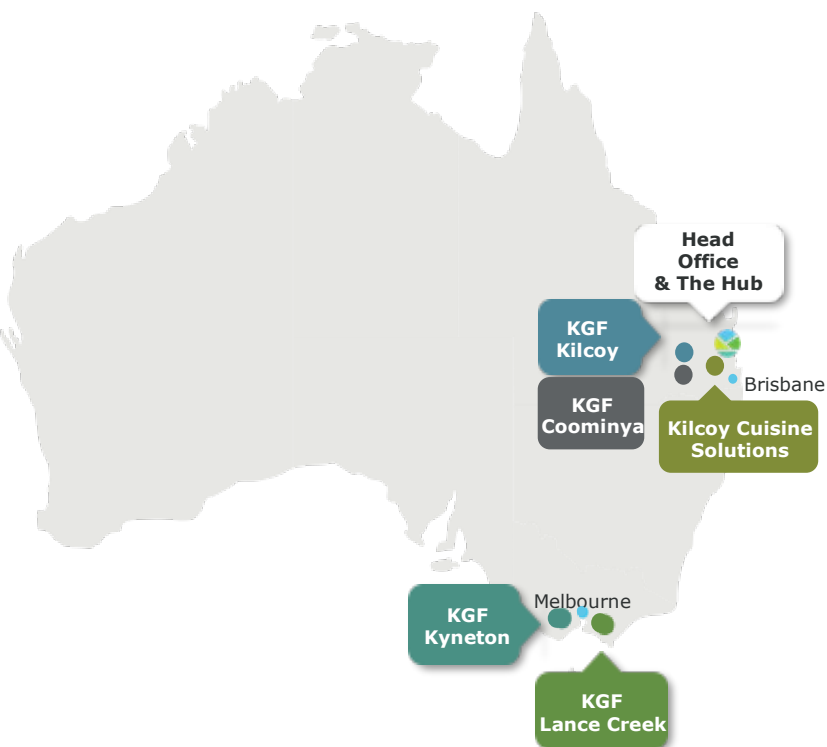 Head
Office
& The Hub
KGF
Kilcoy
Brisbane
KGF
Coominya
Kilcoy Cuisine
Solutions
Melbourne
KGF
Kyneton
KGF
Lance Creek